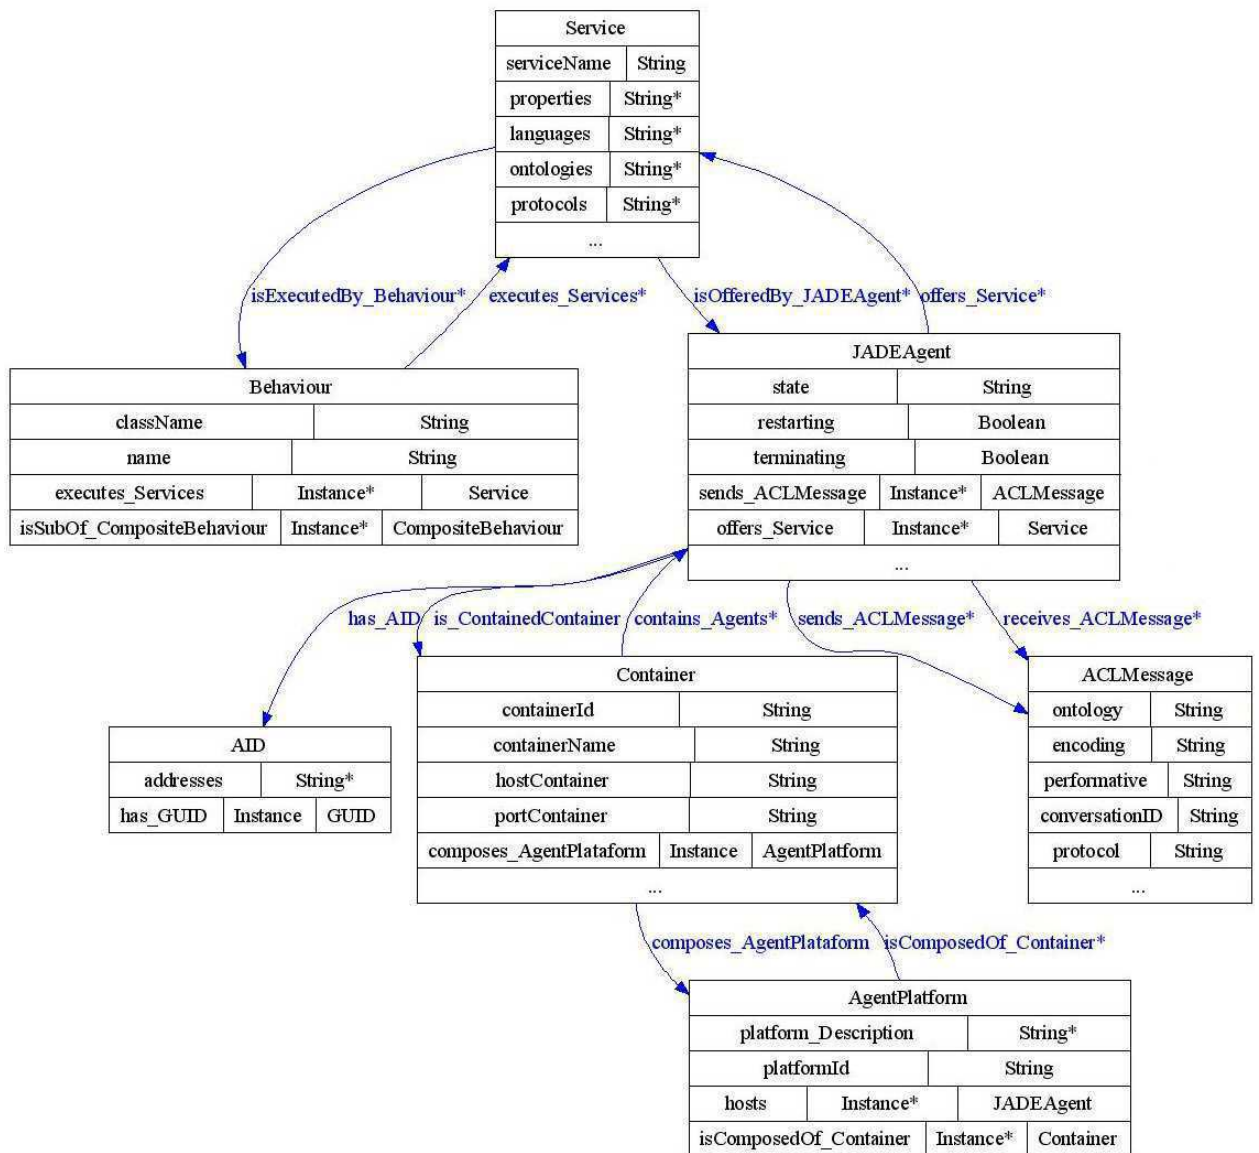 Service
serviceName String
properties String*
languages String*
ontologies String*
protocols String*
...
isExecutedBy_Behaviour* executes_Services* isOfferedBy_JADEAgent* offers_Service*
Behaviour
className String
name String
executes_Services Instance* Service
isSubOf_CompositeBehaviour Instance* CompositeBehaviour
JADEAgent
state String
restarting Boolean
terminating Boolean
sends_ACLMessage Instance* ACLMessage
offers_Service Instance* Service
...
has_AID is_ContainedContainer contains_Agents* sends_ACLMessage* receives_ACLMessage*
AID
addresses String*
has_GUID Instance GUID
Container
containerId String
containerName String
hostContainer String
portContainer String
composes_AgentPlataform Instance AgentPlatform
...
ACLMessage
ontology String
encoding String
performative String
conversationID String
protocol String
...
composes_AgentPlataform isComposedOf_Container*
AgentPlatform
platform_Description String*
platformId String
hosts Instance* JADEAgent
isComposedOf_Container Instance* Container